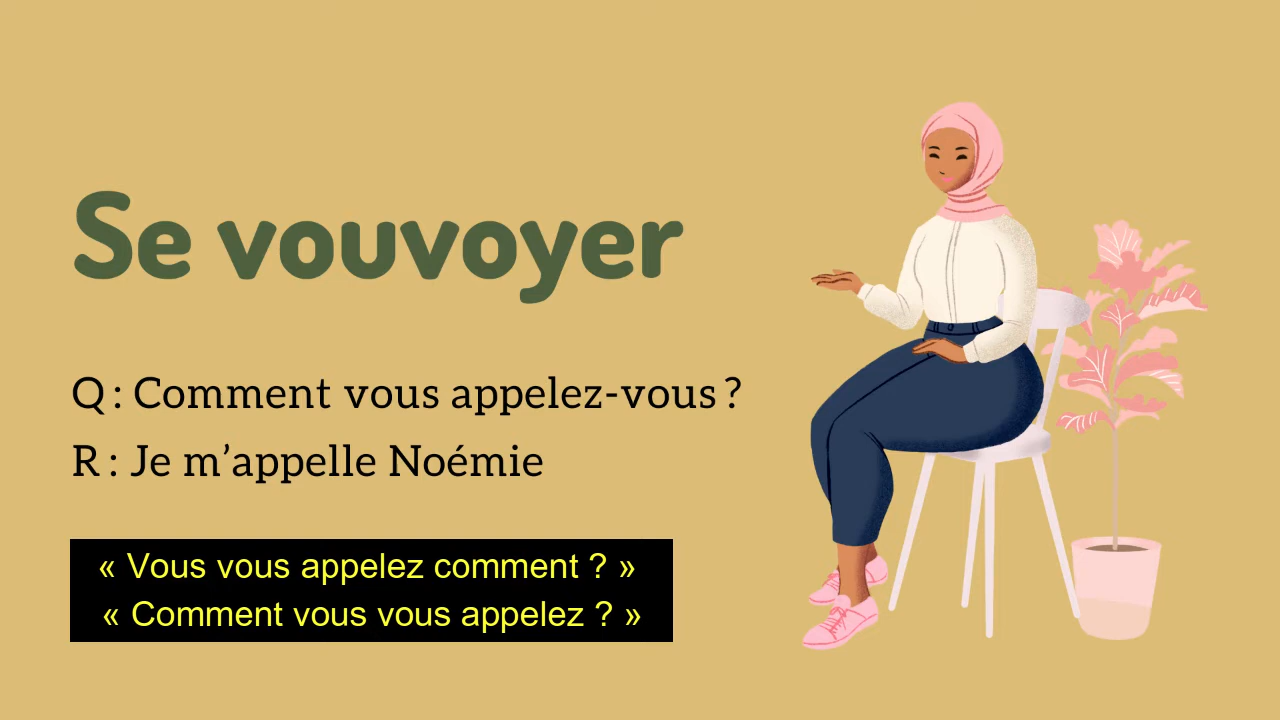 Se vouvoyer
Q : Comment vous appelez-vous ?
R : Je m’appelle Noémie
« Vous vous appelez comment ? »
« Comment vous vous appelez ? »